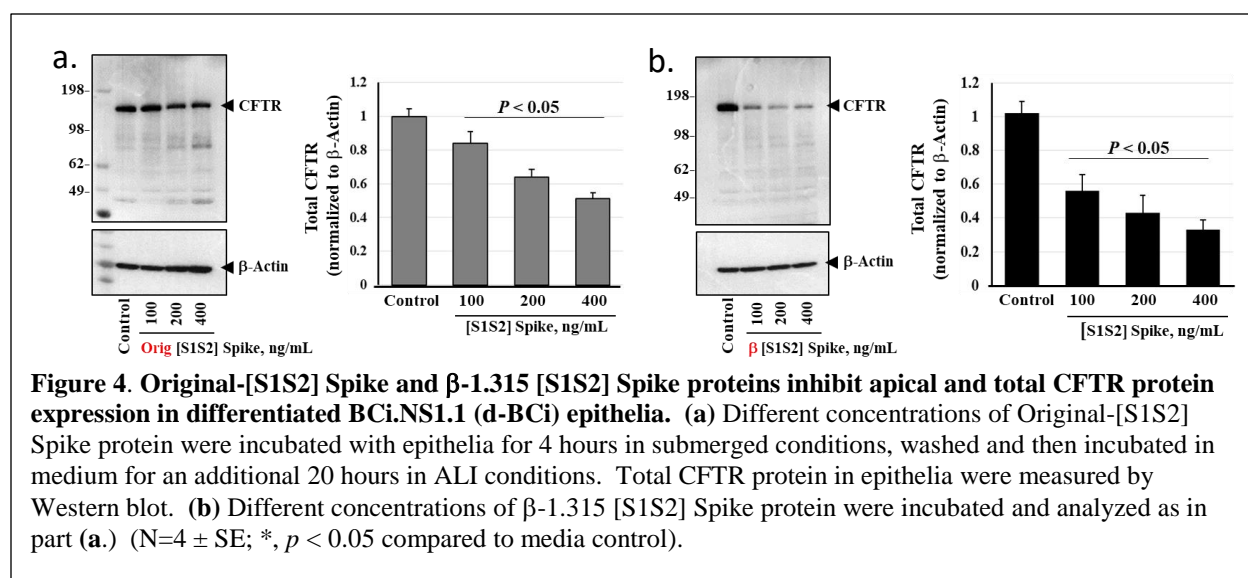 a.
198-
98-
62-
49-
CFTR
β-Actin
Control
100
200
400
Orig [S1S2] Spike, ng/mL
Total CFTR
(normalized to β-Actin)
1.2
1
0.8
0.6
0.4
0.2
0
P < 0.05
Control 100 200 400
[S1S2] Spike, ng/mL
b.
198-
98-
62-
49-
CFTR
β-Actin
Control
100
200
400
β [S1S2] Spike, ng/mL
Total CFTR
(normalized to β-Actin)
1.2
1
0.8
0.6
0.4
0.2
0
P < 0.05
Control 100 200 400
[S1S2] Spike, ng/mL
Figure 4. Original-[S1S2] Spike and β-1.315 [S1S2] Spike proteins inhibit apical and total CFTR protein
expression in differentiated BCi.NS1.1 (d-BCi) epithelia. (a) Different concentrations of Original-[S1S2]
Spike protein were incubated with epithelia for 4 hours in submerged conditions, washed and then incubated in
medium for an additional 20 hours in ALI conditions. Total CFTR protein in epithelia were measured by
Western blot. (b) Different concentrations of β-1.315 [S1S2] Spike protein were incubated and analyzed as in
part (a.) (N=4 ± SE; *, p < 0.05 compared to media control).